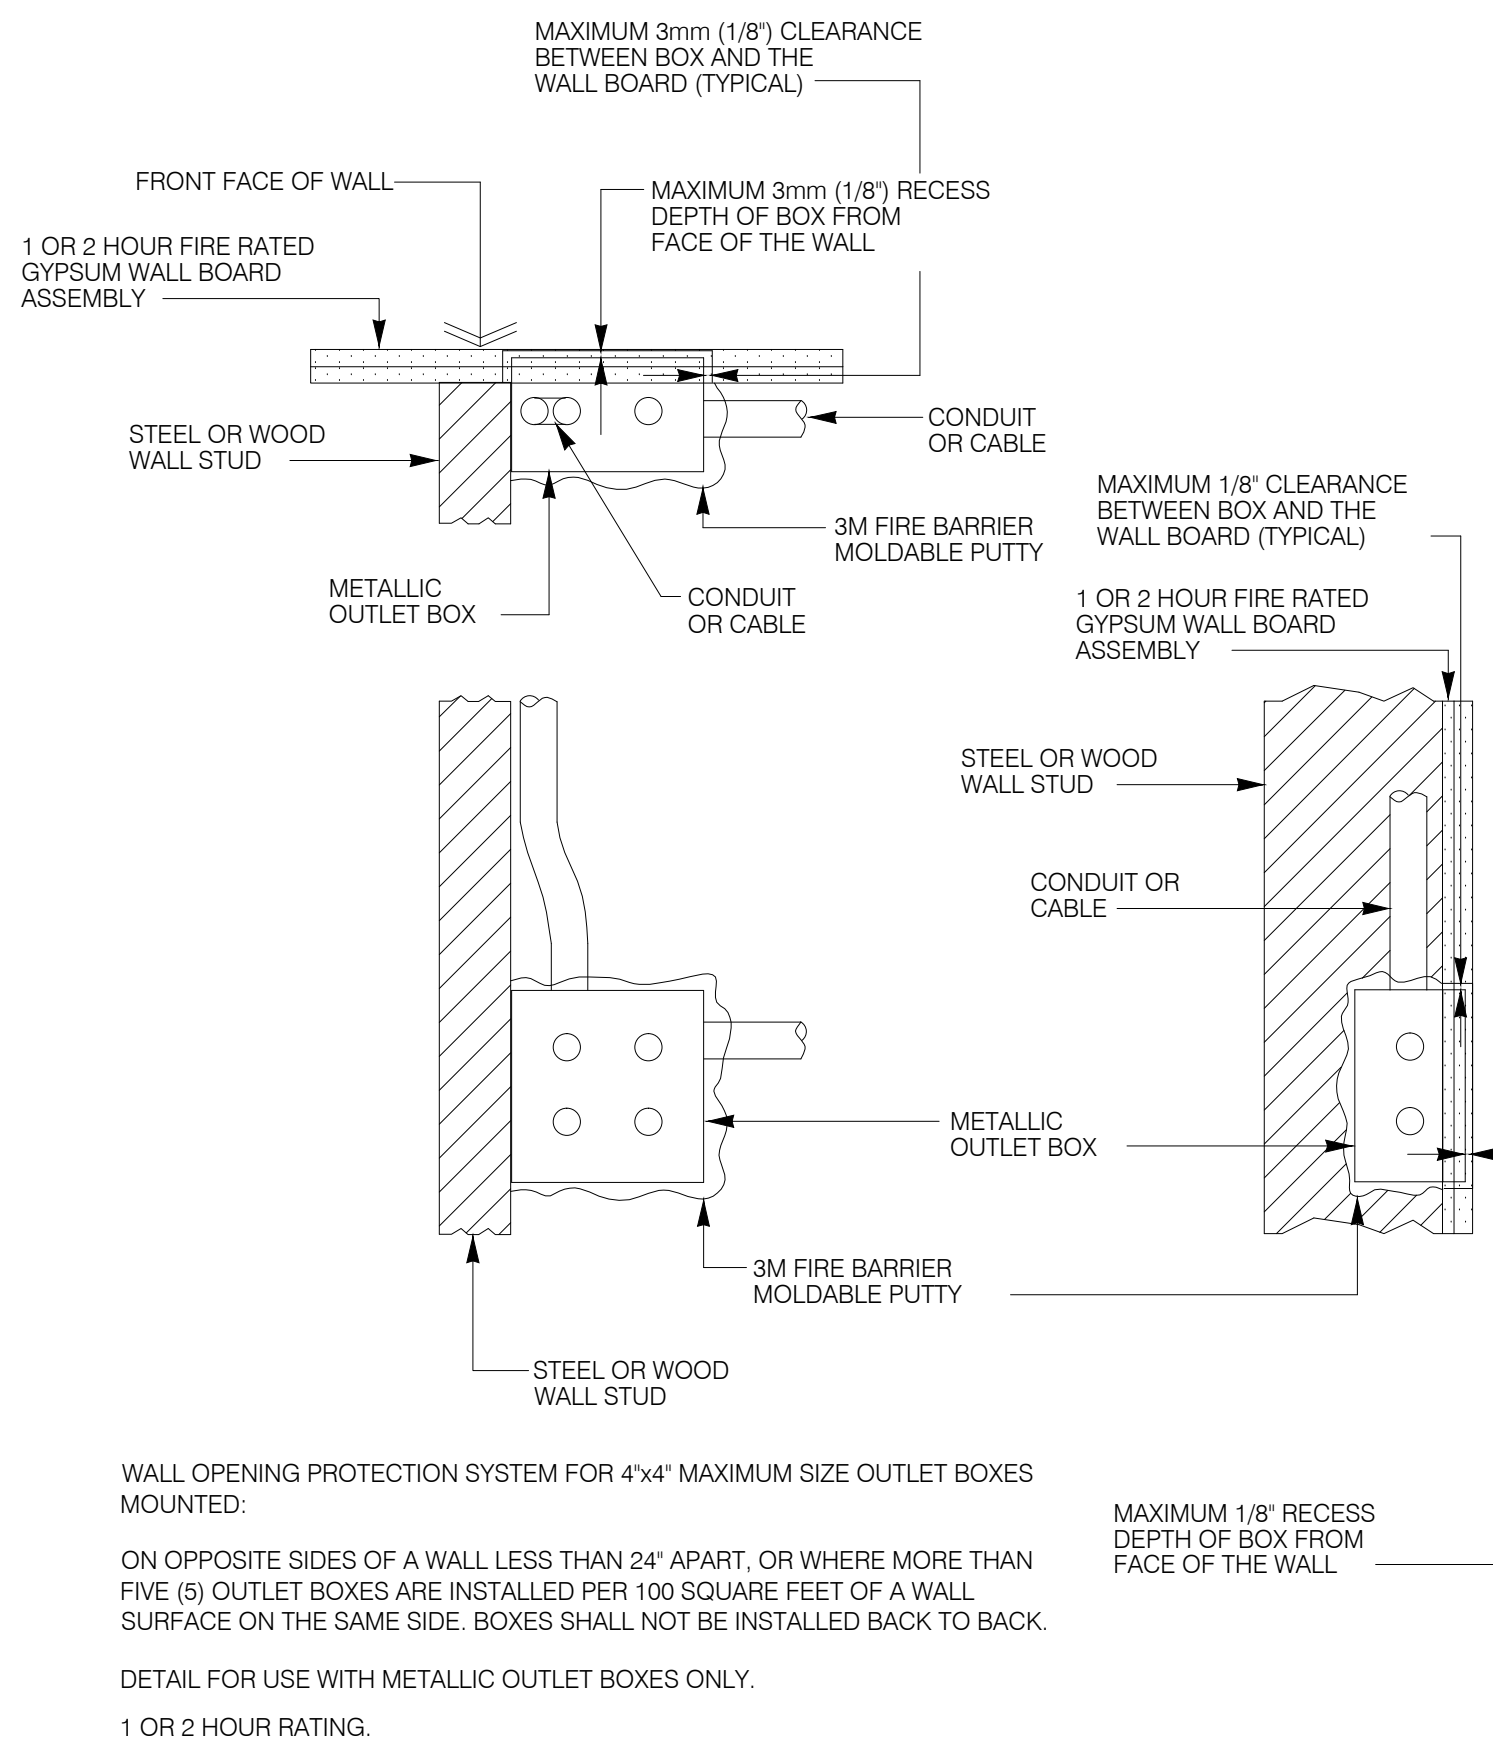 MAXIMUM 3mm (1/8") CLEARANCE
BETWEEN BOX AND THE
WALL BOARD (TYPICAL)
FRONT FACE OF WALL
MAXIMUM 3mm (1/8") RECESS
DEPTH OF BOX FROM
FACE OF THE WALL
1 OR 2 HOUR FIRE RATED
GYPSUM WALL BOARD
ASSEMBLY
STEEL OR WOOD
WALL STUD
CONDUIT
OR CABLE
3M FIRE BARRIER
MOLDABLE PUTTY
METALLIC
OUTLET BOX
CONDUIT
OR CABLE
MAXIMUM 1/8" CLEARANCE
BETWEEN BOX AND THE
WALL BOARD (TYPICAL)
1 OR 2 HOUR FIRE RATED
GYPSUM WALL BOARD
ASSEMBLY
STEEL OR WOOD
WALL STUD
CONDUIT OR
CABLE
METALLIC
OUTLET BOX
3M FIRE BARRIER
MOLDABLE PUTTY
STEEL OR WOOD
WALL STUD
WALL OPENING PROTECTION SYSTEM FOR 4"x4" MAXIMUM SIZE OUTLET BOXES
MOUNTED:
ON OPPOSITE SIDES OF A WALL LESS THAN 24" APART, OR WHERE MORE THAN
FIVE (5) OUTLET BOXES ARE INSTALLED PER 100 SQUARE FEET OF A WALL
SURFACE ON THE SAME SIDE. BOXES SHALL NOT BE INSTALLED BACK TO BACK.
DETAIL FOR USE WITH METALLIC OUTLET BOXES ONLY.
1 OR 2 HOUR RATING.
MAXIMUM 1/8" RECESS
DEPTH OF BOX FROM
FACE OF THE WALL